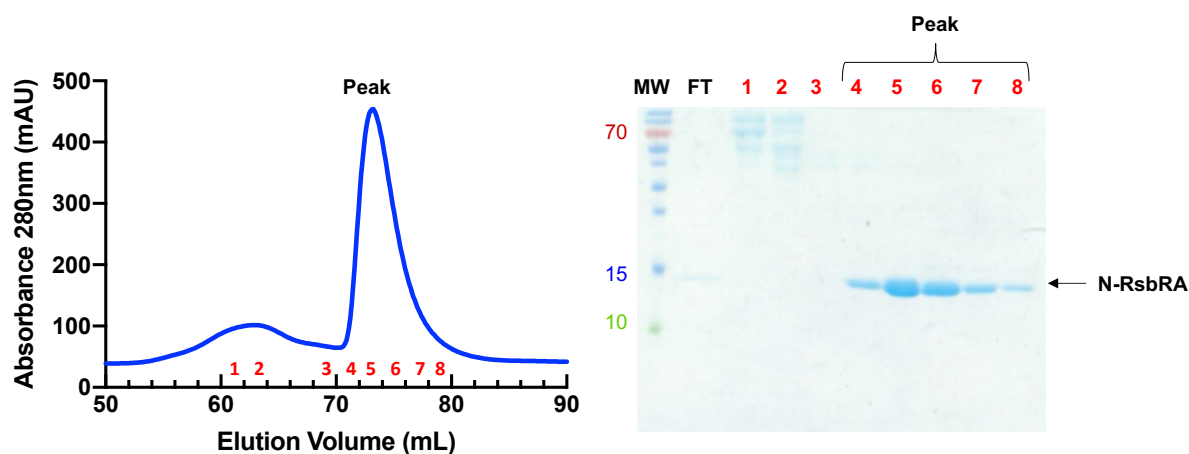 Peak
500
400
300
200
100
0
50 60 70 80 90
1 2 3 4 5 6 7 8
Absorbance 280nm (mAU)
Elution Volume (mL)
Peak
MW FT 1 2 3 4 5 6 7 8
70
15
10
N-RsbRA